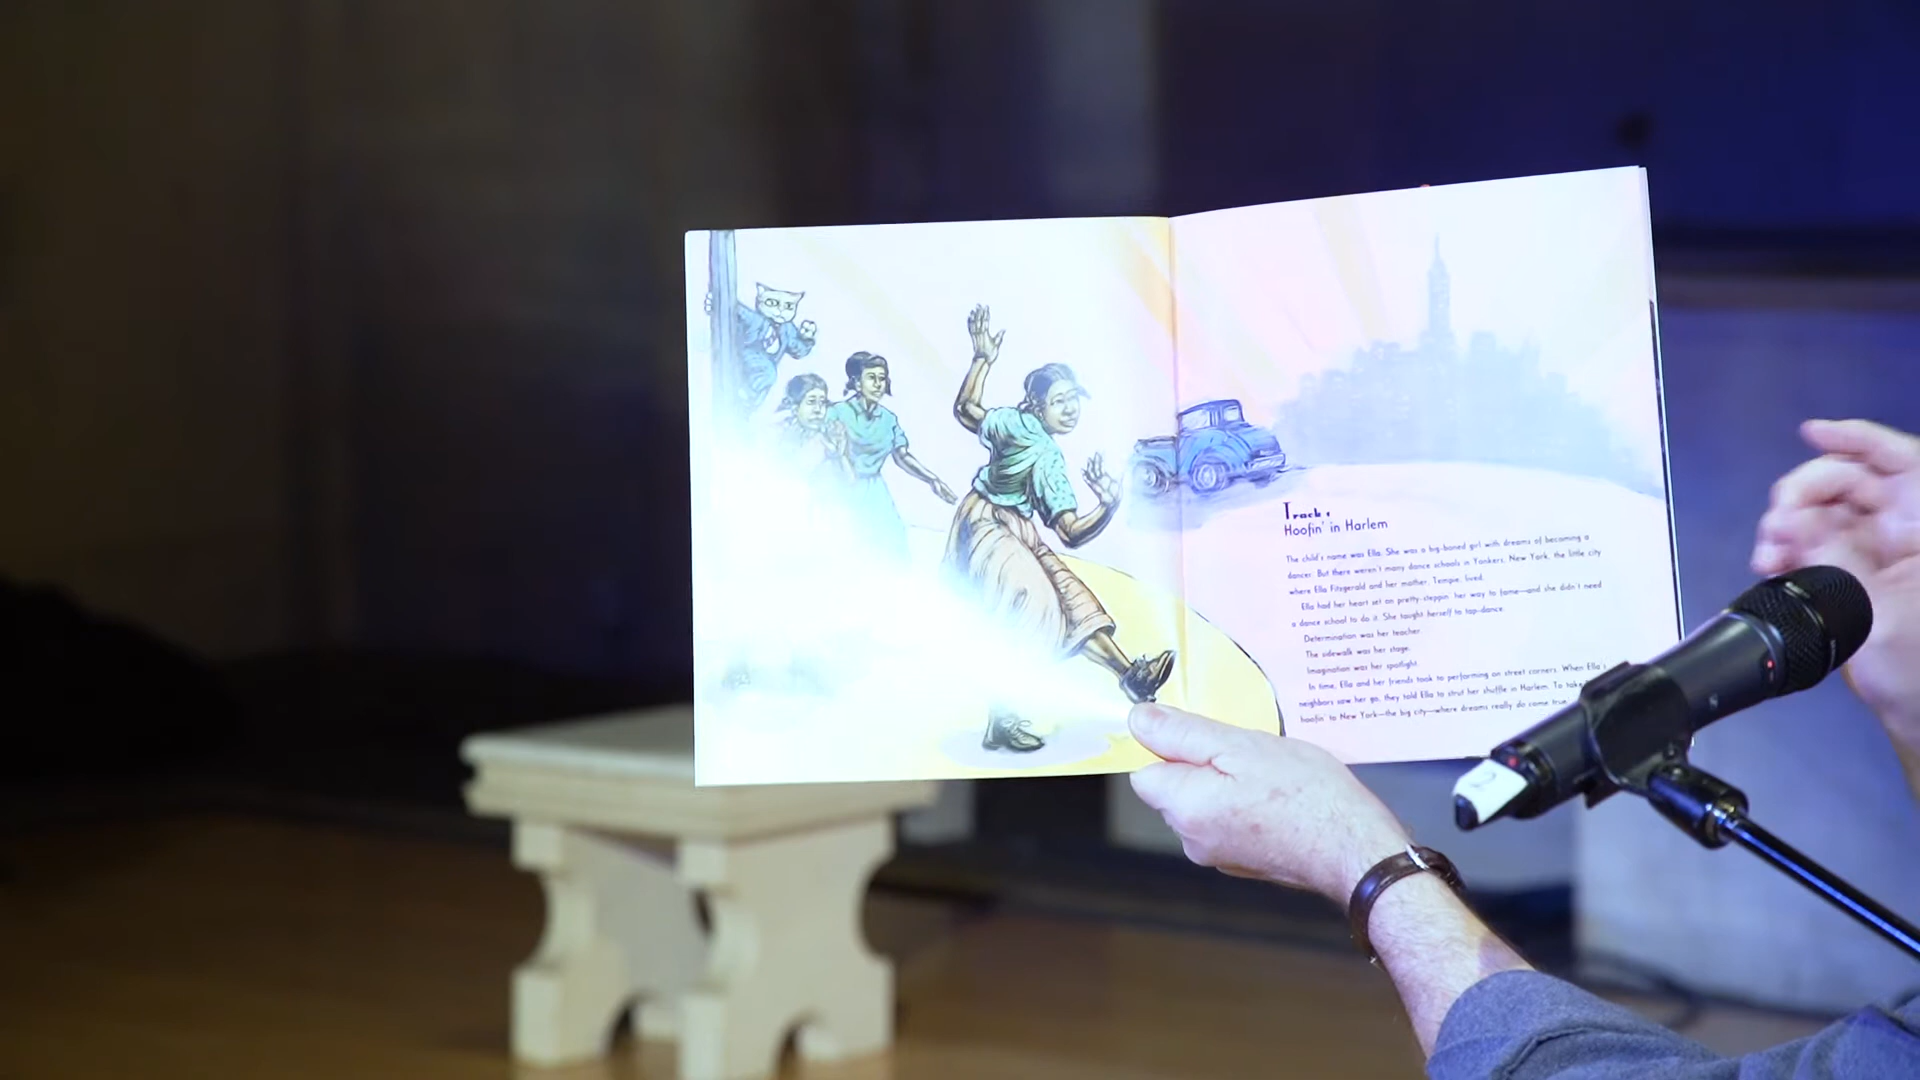 Track 1
Hoofin' in Harlem
The child's name was Ella. She was a big-boned girl with dreams of becoming a
dancer. But there weren't many dance schools in Yonkers, New York, the little city
where Ella Fitzgerald and her mother, Tempie, lived.
Ella had her heart set on pretty-steppin' her way to fame—and she didn't need
a dance school to do it. She taught herself to tap-dance.
Determination was her teacher.
The sidewalk was her stage.
Imagination was her spotlight.
In time, Ella and her friends took to performing on street corners. When Ella's
neighbors saw her go, they told Ella to strut her shuffle in Harlem. To take
hoofin' to New York—the big city—where dreams really do come true.
2